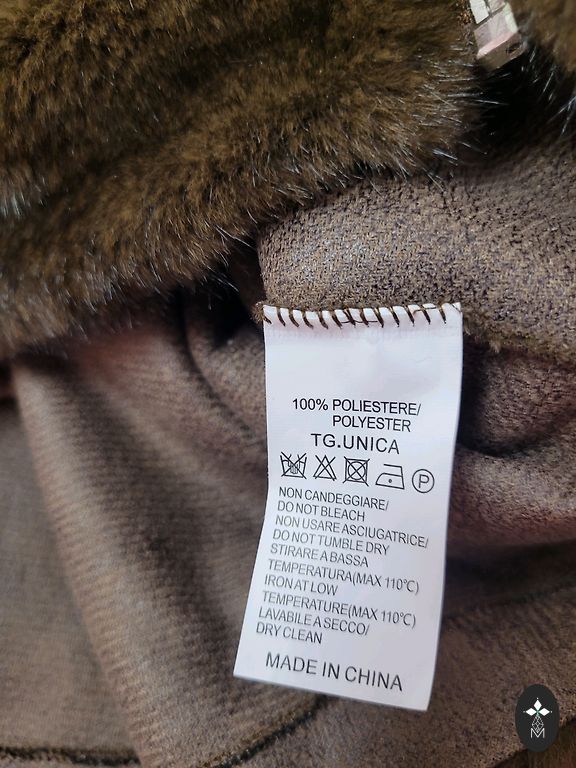 100% POLIESTERE/
POLYESTER
TG.UNICA
P
NON CANDEGGIARE/
DO NOT BLEACH
NON USARE ASCIUGATRICE/
DO NOT TUMBLE DRY
STIRARE A BASSA
TEMPERATURA(MAX 110℃)
IRON AT LOW
TEMPERATURE(MAX 110℃)
LAVABILE A SECCO/
DRY CLEAN
MADE IN CHINA
M